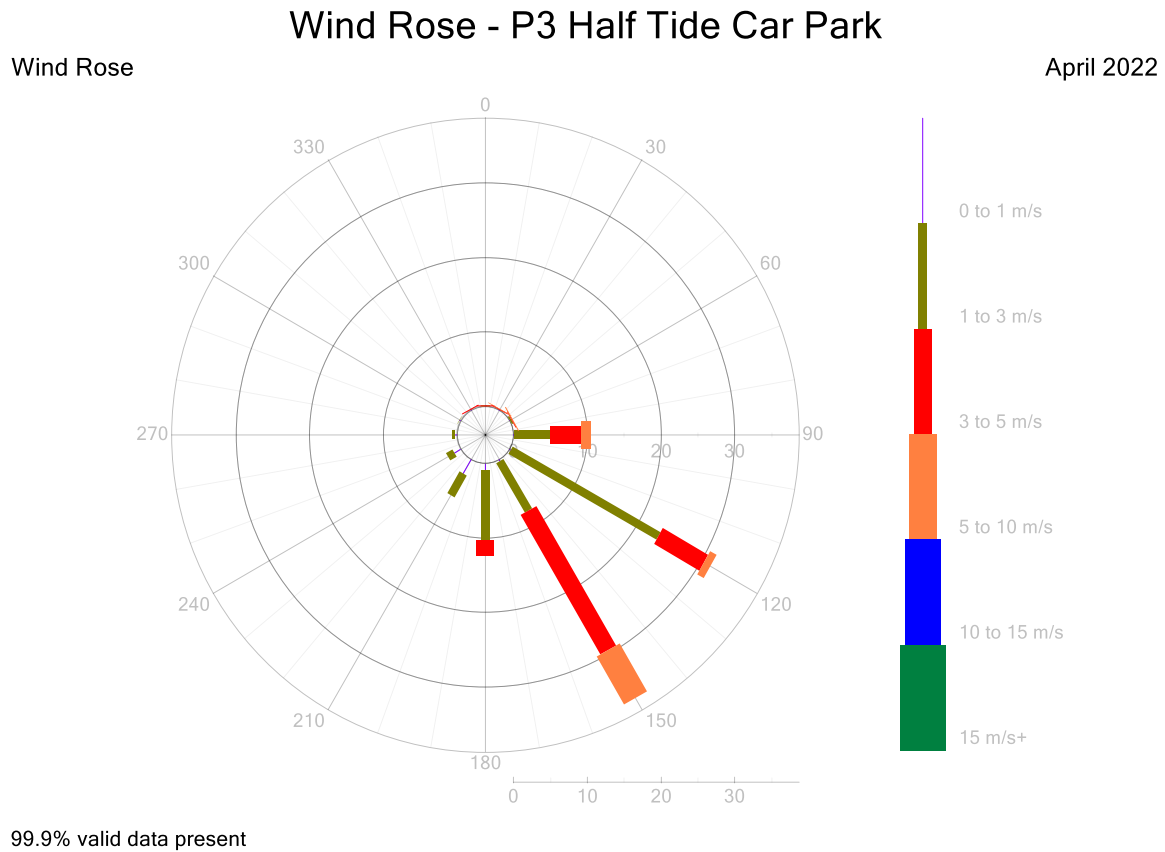 Wind Rose - P3 Half Tide Car Park
Wind Rose
April 2022
0
330
30
300
60
270
90
0
10
20
30
240
120
210
150
180
0
10
20
30
0 to 1 m/s
1 to 3 m/s
3 to 5 m/s
5 to 10 m/s
10 to 15 m/s
15 m/s+
99.9% valid data present